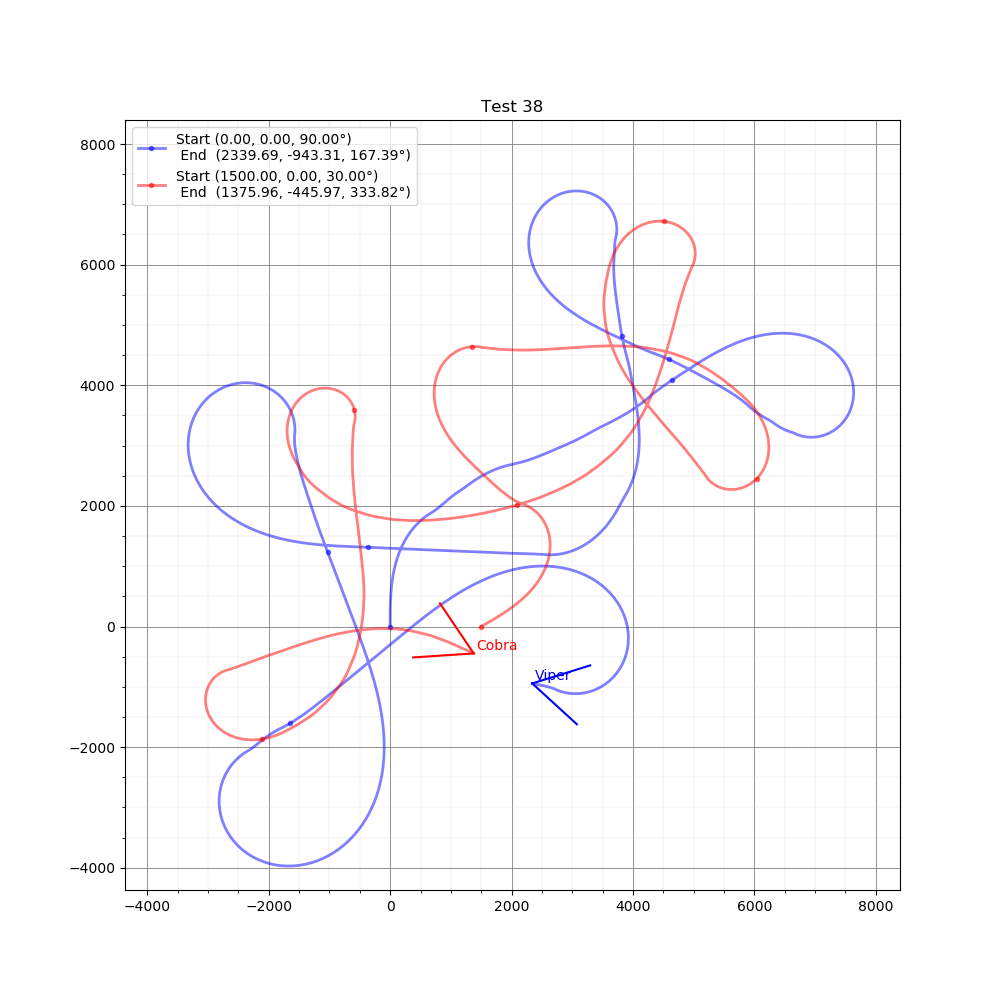 Test 38
Start (0.00, 0.00, 90.00°)
End  (2339.69, -943.31, 167.39°)
Start (1500.00, 0.00, 30.00°)
End  (1375.96, -445.97, 333.82°)
8000
6000
4000
2000
0
−2000
−4000
Cobra
Viper
−4000 −2000 0 2000 4000 6000 8000